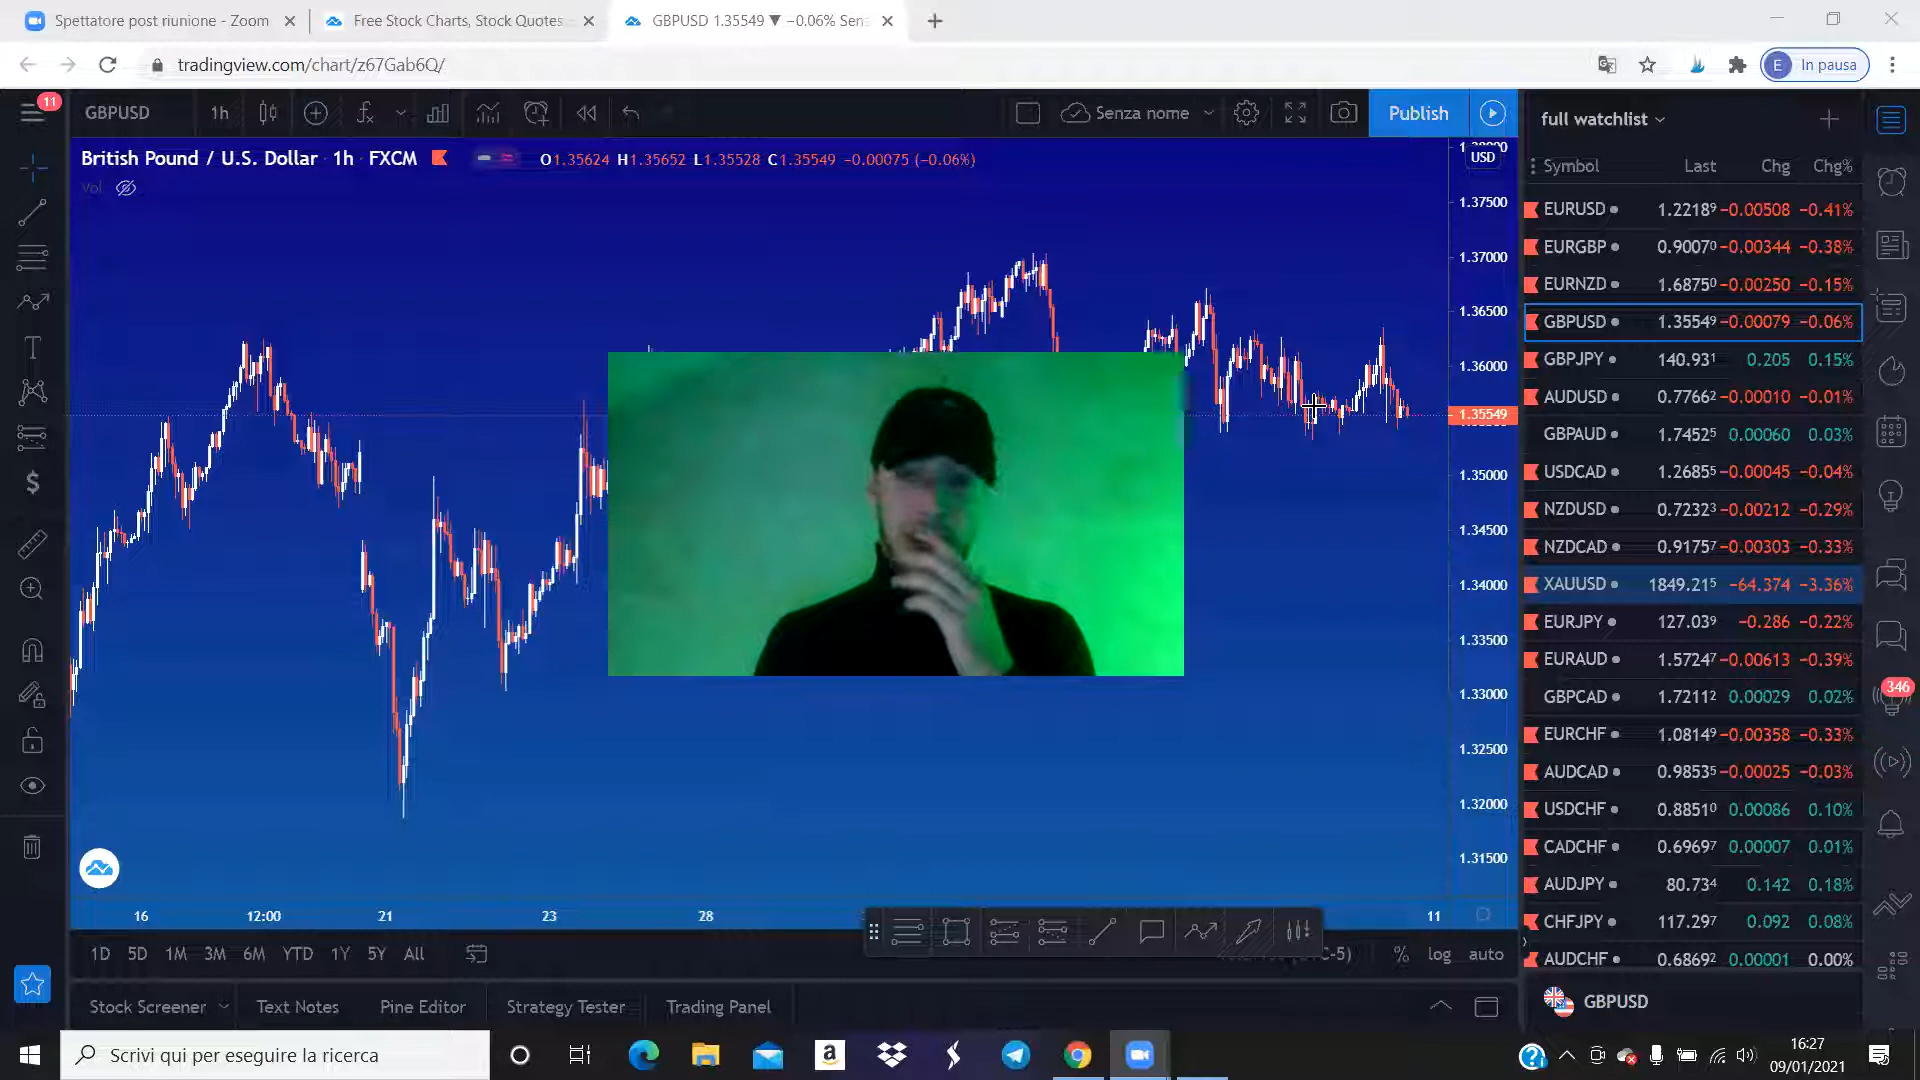 Spettatore post riunione - Zoom
Free Stock Charts, Stock Quotes
GBPUSD 1.35549 ▼ −0.06% Sen
tradingview.com/chart/z67Gab6Q/
E In pausa
11
GBPUSD 1h
Senza nome
Publish
British Pound / U.S. Dollar 1h · FXCM
O1.35624 H1.35652 L1.35528 C1.35549 −0.00075 (−0.06%)
Vol
USD
1.37500
1.37000
1.36500
1.36000
1.35549
1.35000
1.34500
1.34000
1.33500
1.33000
1.32500
1.32000
1.31500
16 12:00 21 23 28 11
1D 5D 1M 3M 6M YTD 1Y 5Y All
% log auto
Stock Screener Text Notes Pine Editor Strategy Tester Trading Panel
full watchlist
Symbol Last Chg Chg%
EURUSD 1.22189 −0.00508 −0.41%
EURGBP 0.90070 −0.00344 −0.38%
EURNZD 1.68750 −0.00250 −0.15%
GBPUSD 1.35549 −0.00079 −0.06%
GBPJPY 140.931 0.205 0.15%
AUDUSD 0.77662 −0.00010 −0.01%
GBPAUD 1.74525 0.00060 0.03%
USDCAD 1.26855 −0.00045 −0.04%
NZDUSD 0.72323 −0.00212 −0.29%
NZDCAD 0.91757 −0.00303 −0.33%
XAUUSD 1849.215 −64.374 −3.36%
EURJPY 127.039 −0.286 −0.22%
EURAUD 1.57247 −0.00613 −0.39%
GBPCAD 1.72112 0.00029 0.02%
EURCHF 1.08149 −0.00358 −0.33%
AUDCAD 0.98535 −0.00025 −0.03%
USDCHF 0.88510 0.00086 0.10%
CADCHF 0.69697 0.00007 0.01%
AUDJPY 80.734 0.142 0.18%
CHFJPY 117.297 0.092 0.08%
AUDCHF 0.68692 0.00001 0.00%
GBPUSD
346
Scrivi qui per eseguire la ricerca
16:27
09/01/2021